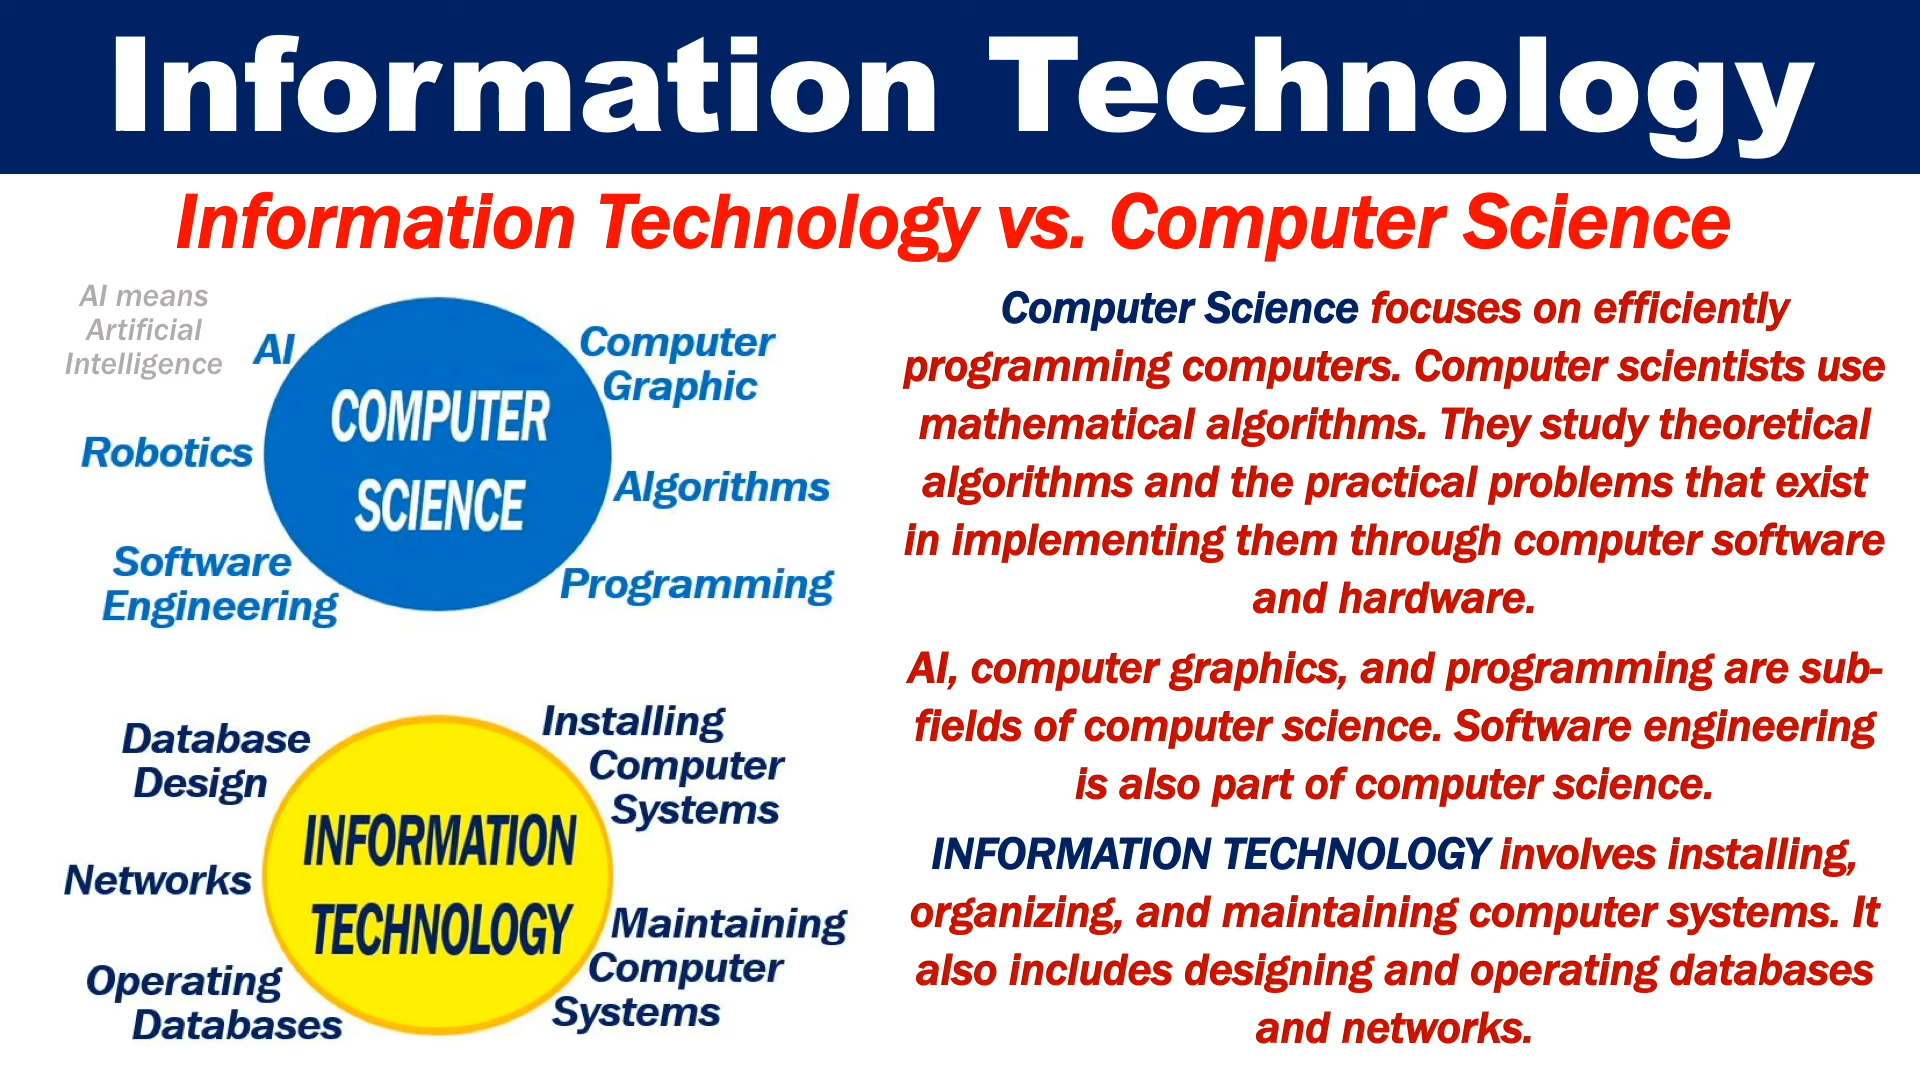 Information Technology
Information Technology vs. Computer Science
AI means
Artificial
Intelligence
AI
Computer
Graphic
Robotics
COMPUTER
SCIENCE
Algorithms
Software
Engineering
Programming
Database
Design
Installing
Computer
Systems
Networks
INFORMATION
TECHNOLOGY
Maintaining
Computer
Systems
Operating
Databases
Computer Science focuses on efficiently
programming computers. Computer scientists use
mathematical algorithms. They study theoretical
algorithms and the practical problems that exist
in implementing them through computer software
and hardware.
AI, computer graphics, and programming are sub-
fields of computer science. Software engineering
is also part of computer science.
INFORMATION TECHNOLOGY involves installing,
organizing, and maintaining computer systems. It
also includes designing and operating databases
and networks.